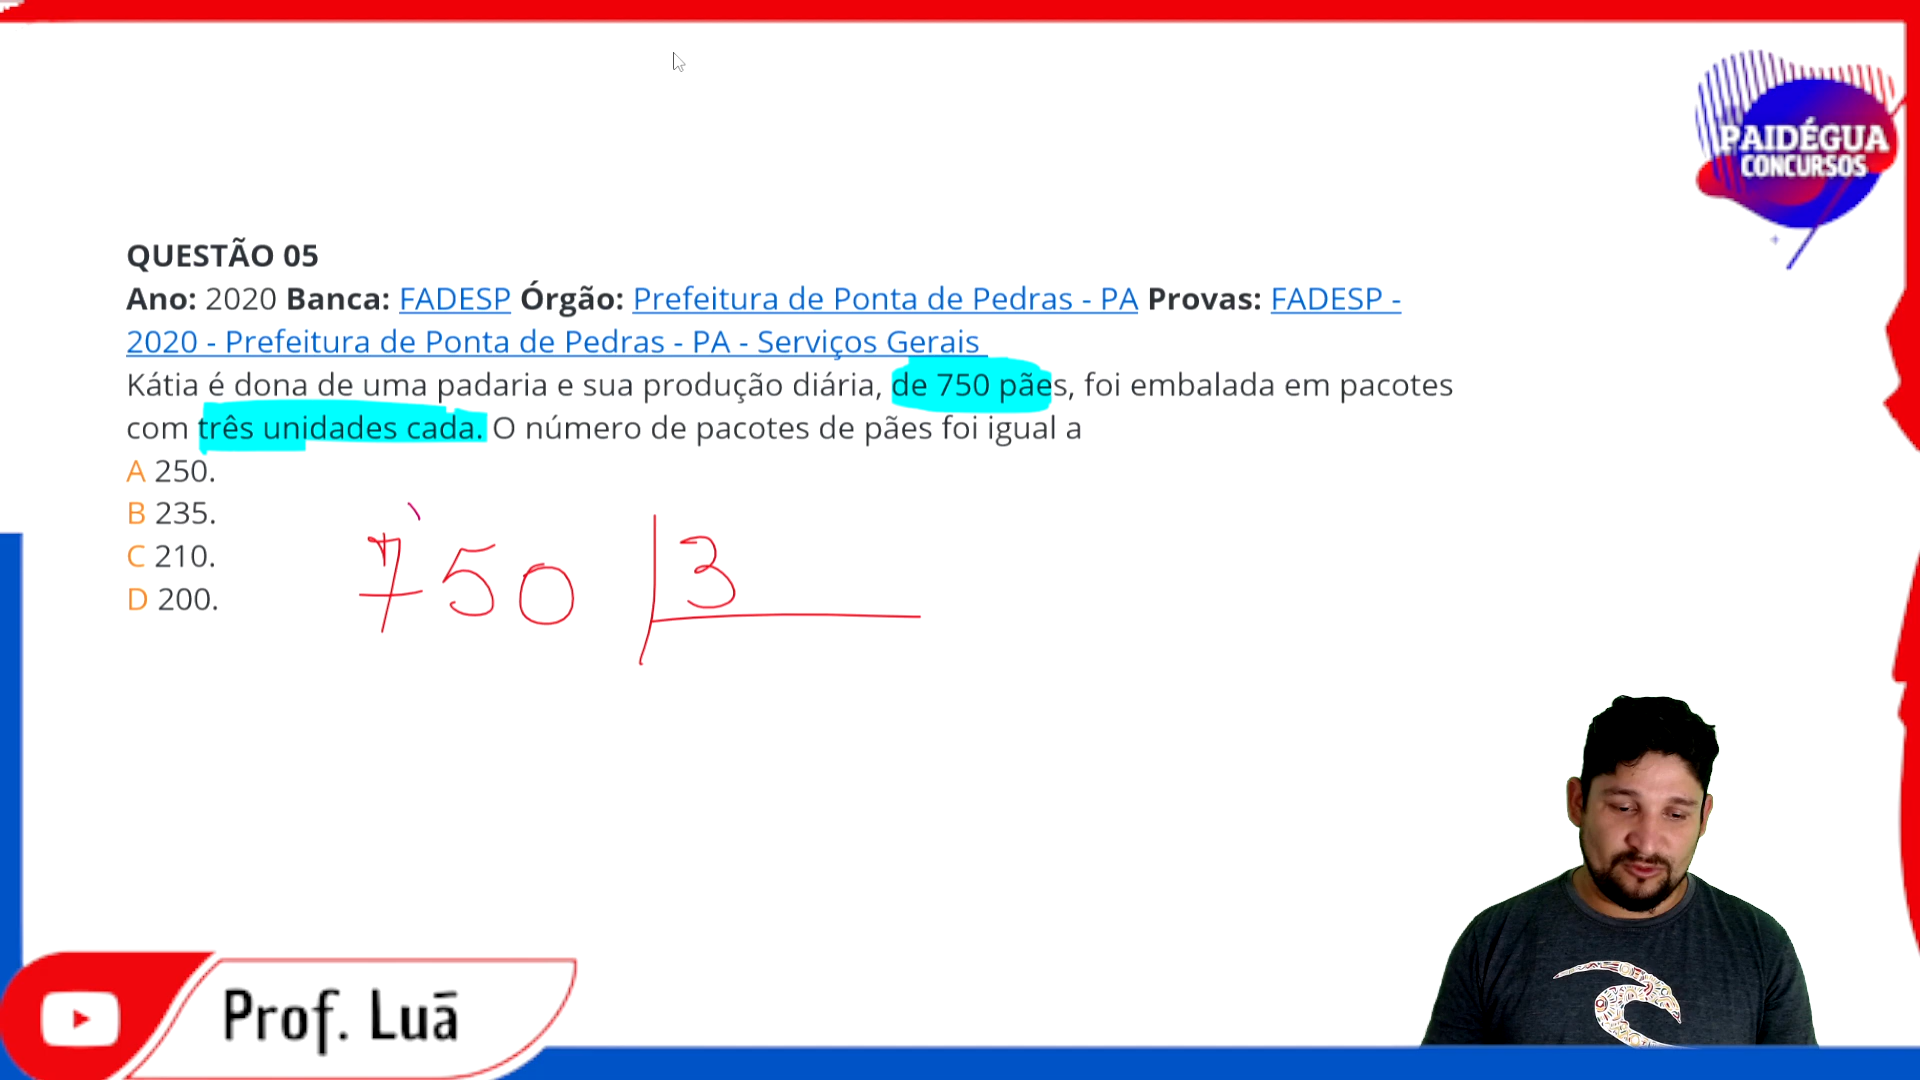 PAIDÉGUA
CONCURSOS
QUESTÃO 05
Ano: 2020 Banca: FADESP Órgão: Prefeitura de Ponta de Pedras - PA Provas: FADESP -
2020 - Prefeitura de Ponta de Pedras - PA - Serviços Gerais
Kátia é dona de uma padaria e sua produção diária, de 750 pães, foi embalada em pacotes
com três unidades cada. O número de pacotes de pães foi igual a
A 250.
B 235.
C 210.
D 200.
750 3
Prof. Luã